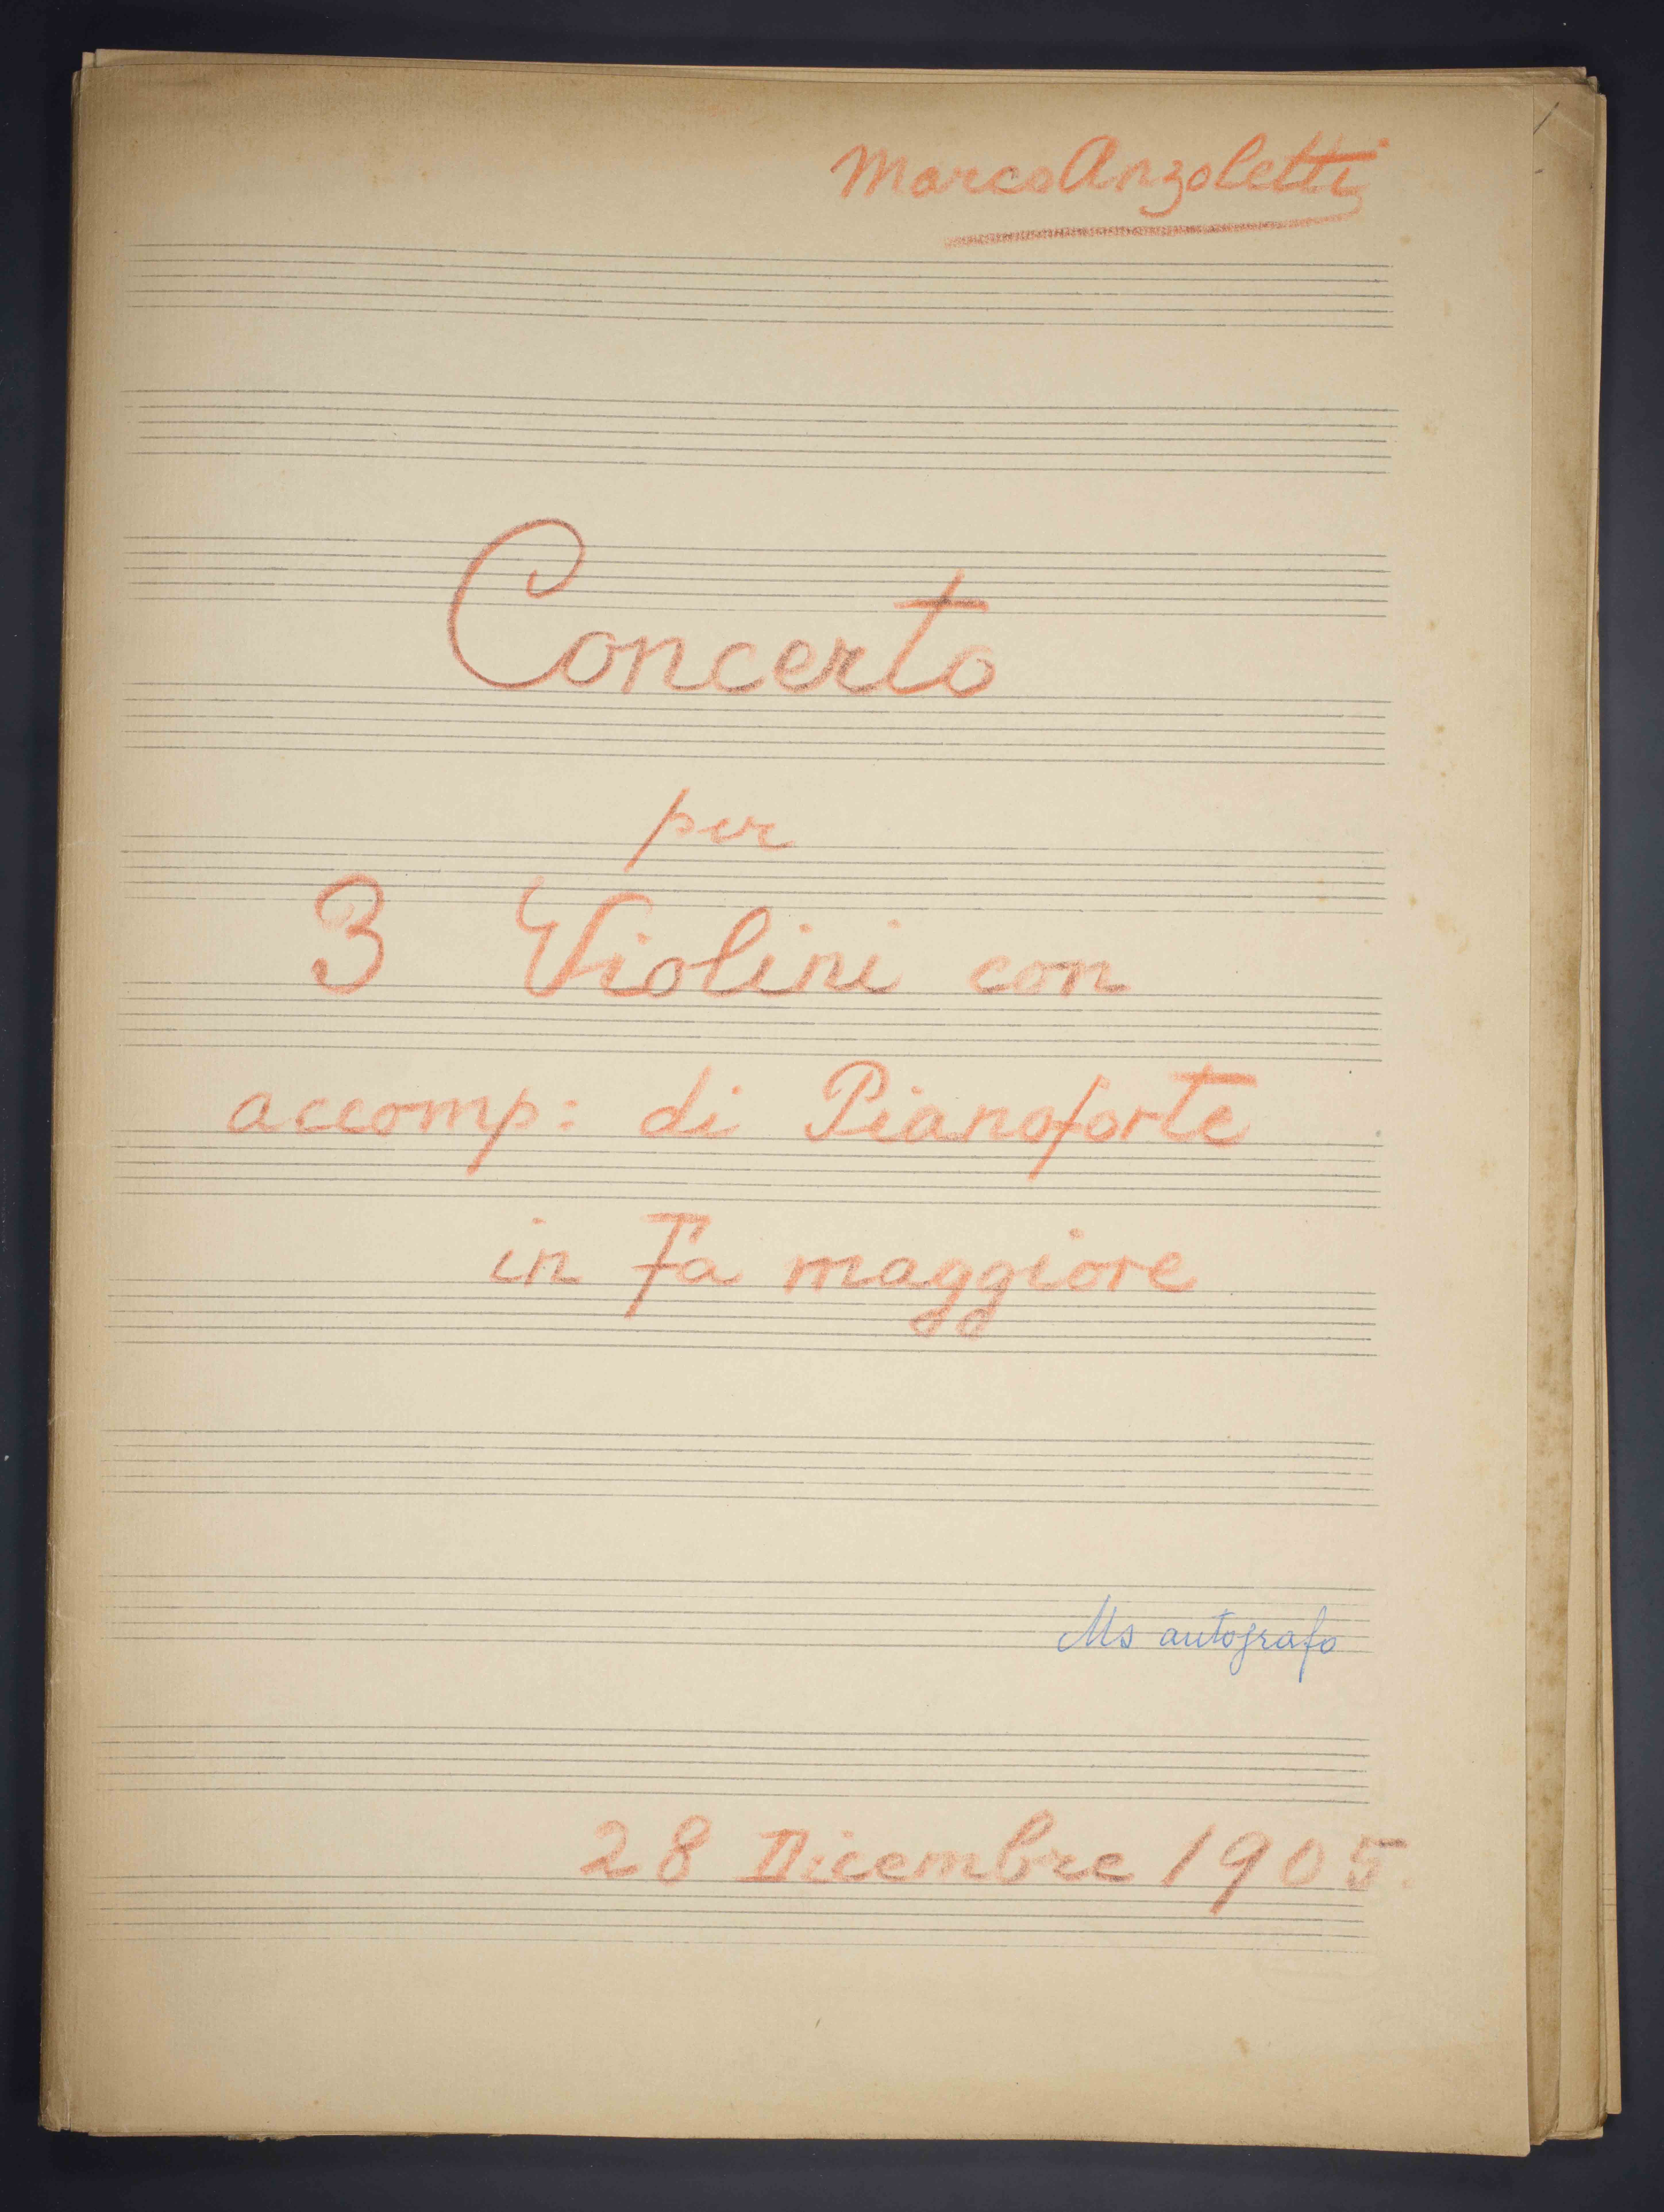 Marco Anzoletti
Concerto
per
3 Violini con
accomp: di Pianoforte
in Fa maggiore
Ms autografo
28 Dicembre 1905.